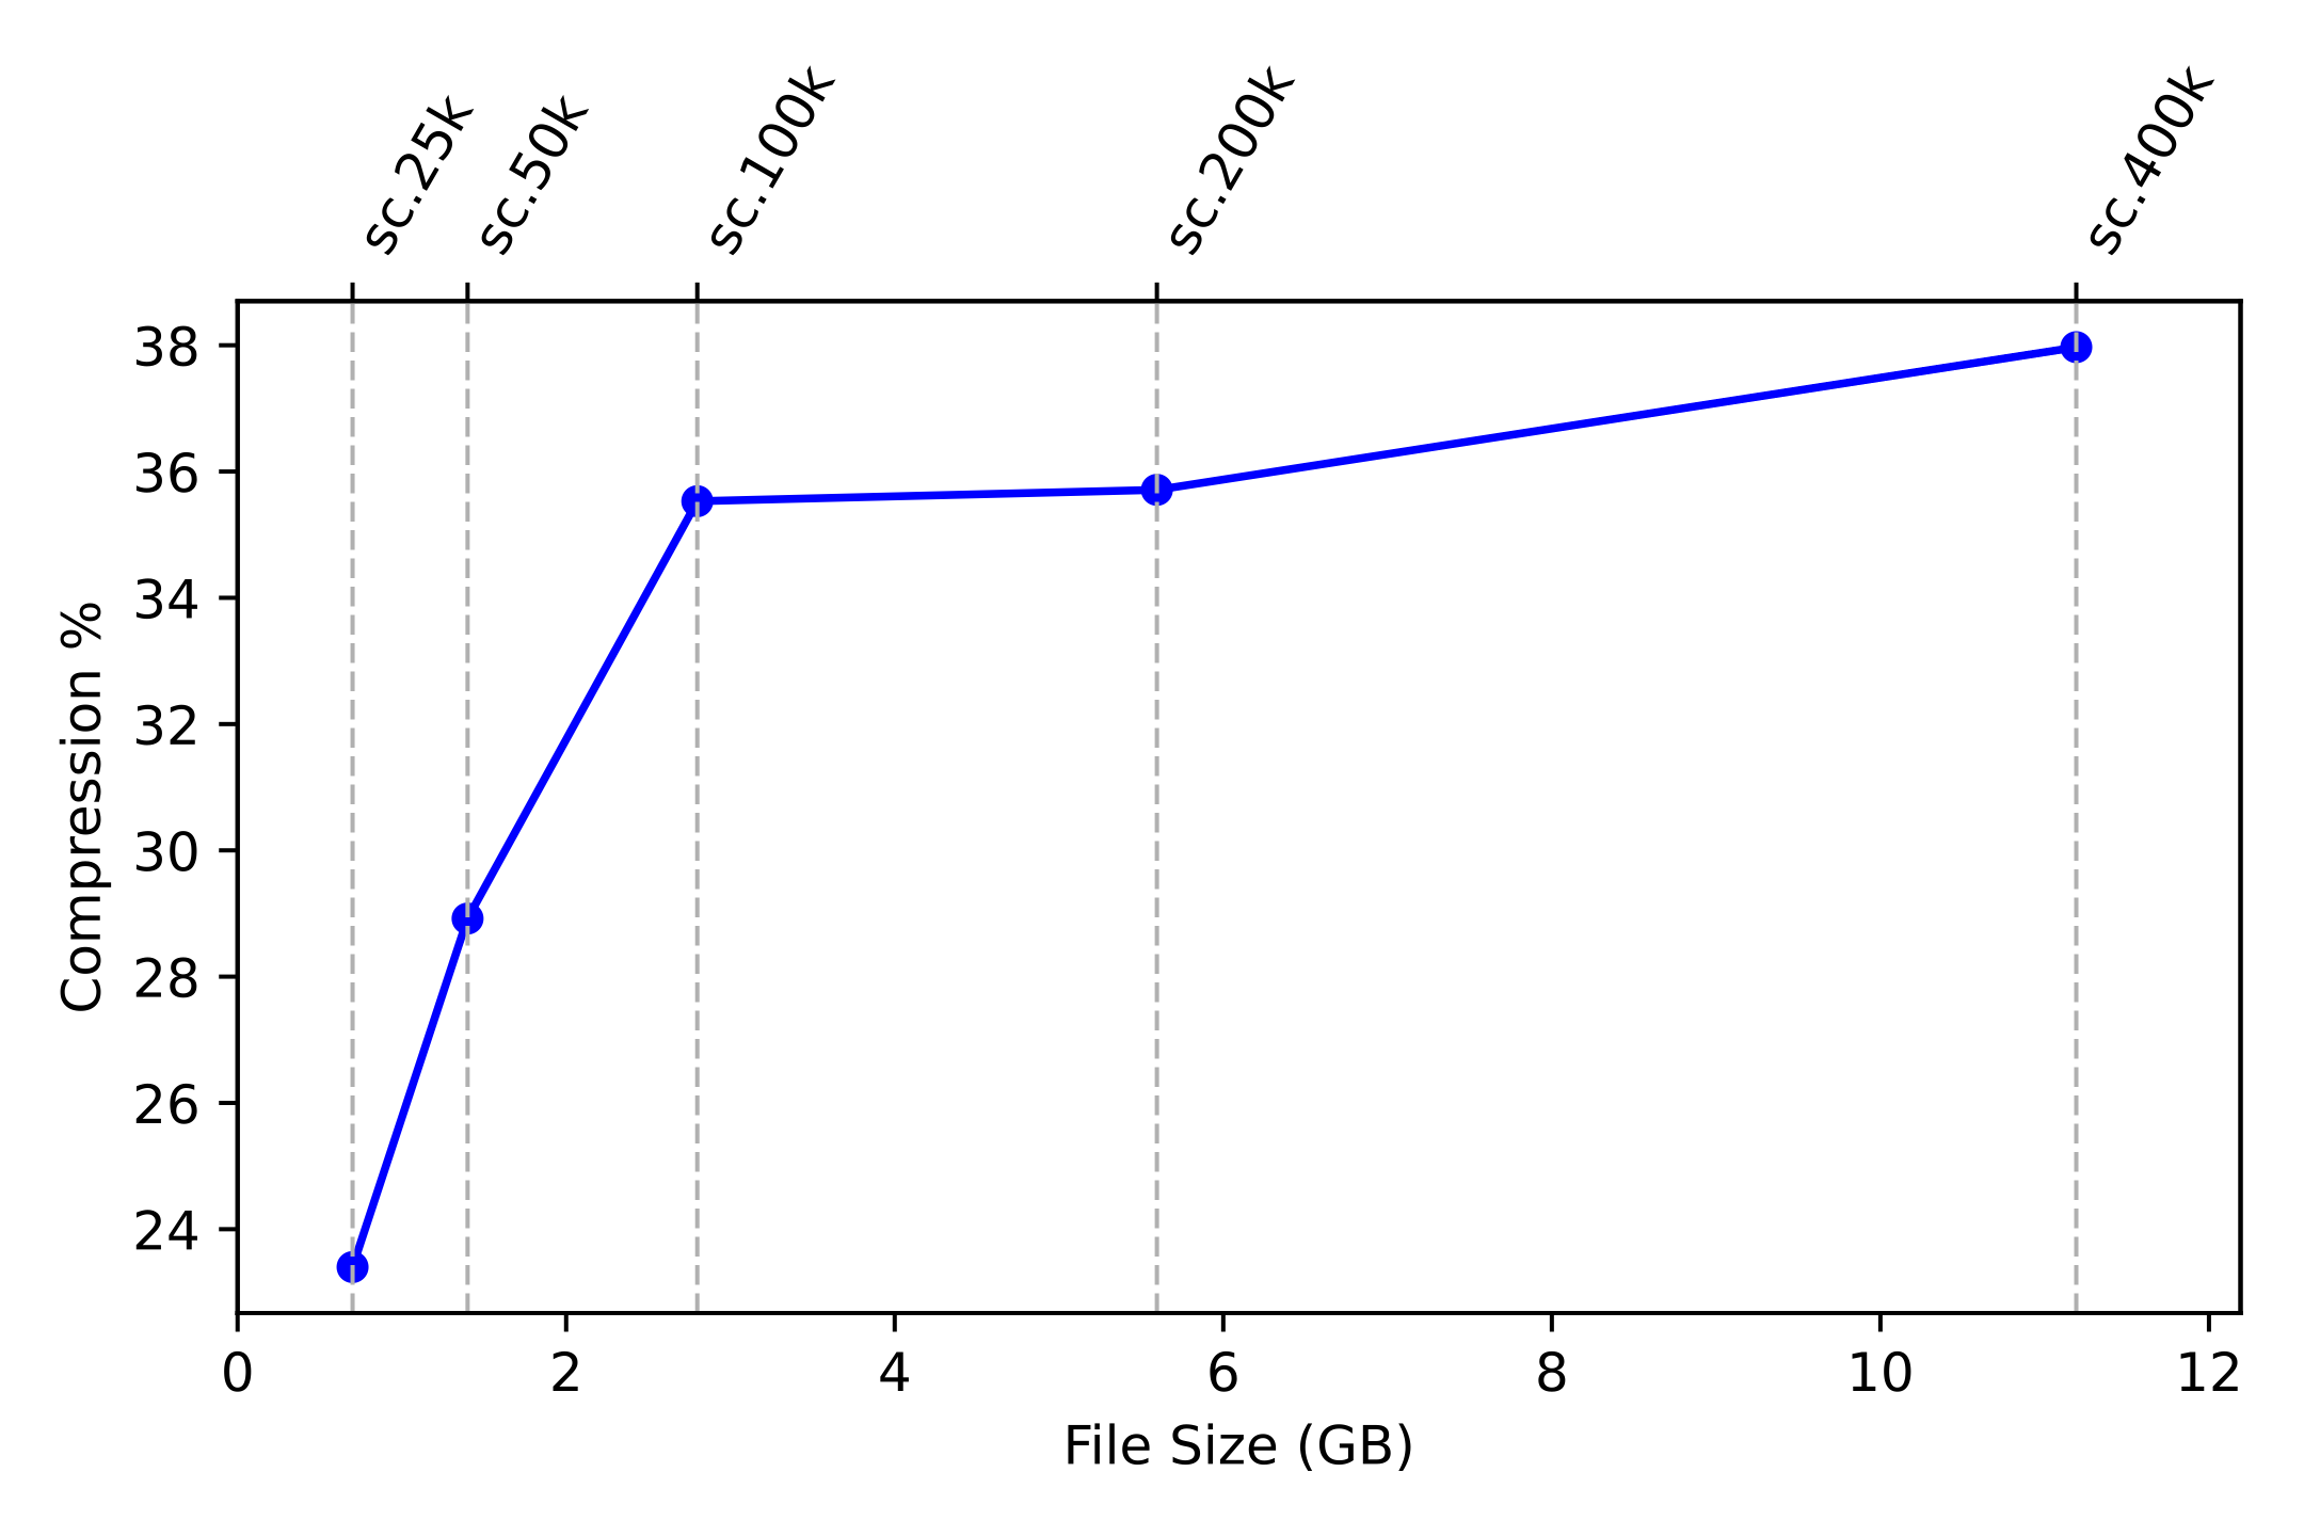 sc.25k
sc.50k
sc.100k
sc.200k
sc.400k
38
36
34
32
30
28
26
24
Compression %
0 2 4 6 8 10 12
File Size (GB)